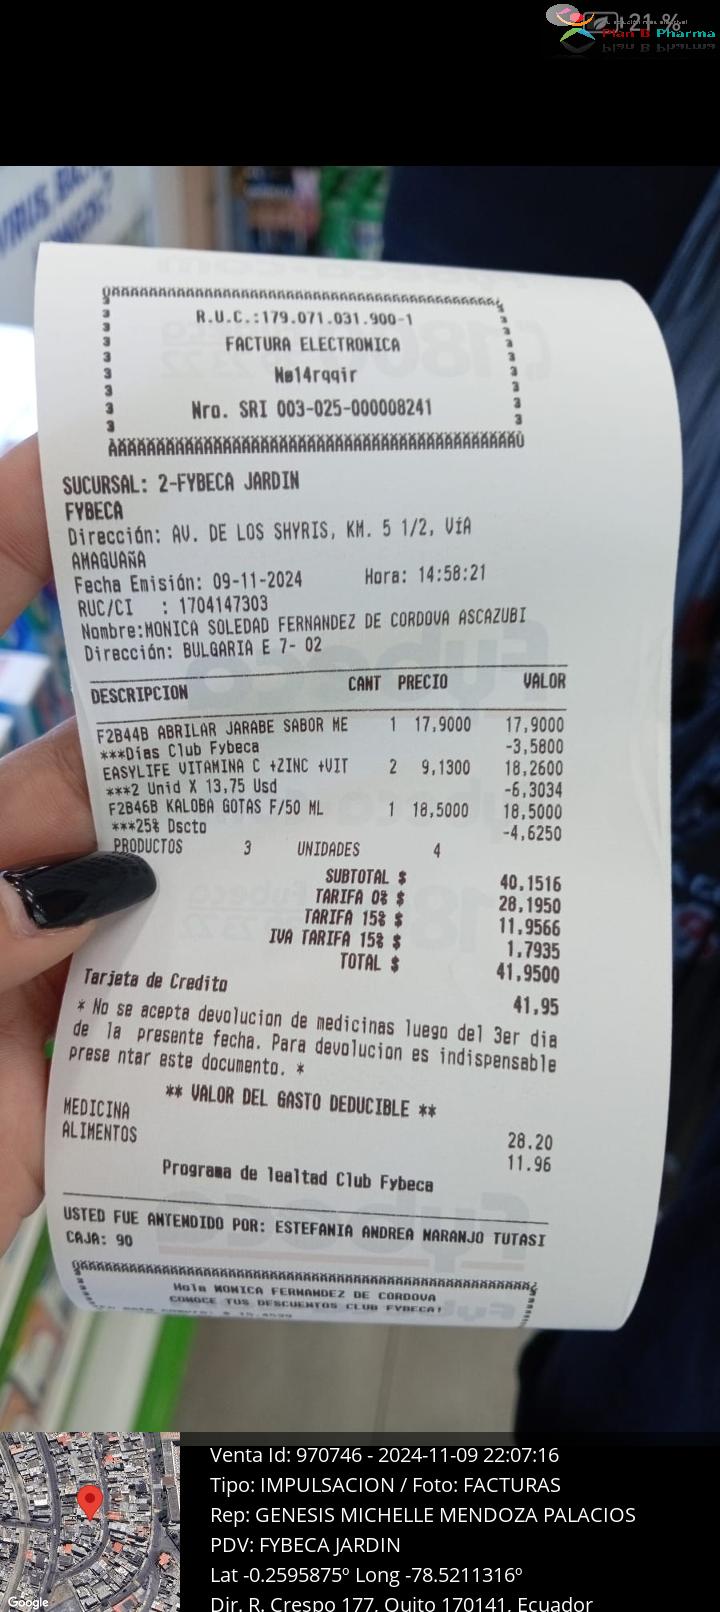 21 %
Plan B Pharma
R.U.C.:179.071.031.900-1
FACTURA ELECTRONICA
Nø14rqqir
Nro. SRI 003-025-000008241
SUCURSAL: 2-FYBECA JARDIN
FYBECA
Dirección: AV. DE LOS SHYRIS, KM. 5 1/2, VíA
AMAGUAñA
Fecha Emisión: 09-11-2024 Hora: 14:58:21
RUC/CI : 1704147303
Nombre:MONICA SOLEDAD FERNANDEZ DE CORDOVA ASCAZUBI
Dirección: BULGARIA E 7- 02
DESCRIPCION CANT PRECIO VALOR
F2B44B ABRILAR JARABE SABOR ME 1 17,9000 17,9000
***Dias Club Fybeca -3,5800
EASYLIFE VITAMINA C +ZINC +VIT 2 9,1300 18,2600
***2 Unid X 13,75 Usd -6,3034
F2B46B KALOBA GOTAS F/50 ML 1 18,5000 18,5000
***25% Dscto -4,6250
PRODUCTOS 3 UNIDADES 4
SUBTOTAL $ 40,1516
TARIFA 0% $ 28,1950
TARIFA 15% $ 11,9566
IVA TARIFA 15% $ 1,7935
TOTAL $ 41,9500
Tarjeta de Credito 41,95
* No se acepta devolucion de medicinas luego del 3er dia
de la presente fecha. Para devolucion es indispensable
prese ntar este documento. *
** VALOR DEL GASTO DEDUCIBLE **
MEDICINA 28.20
ALIMENTOS 11.96
Programa de lealtad Club Fybeca
USTED FUE ANTENDIDO POR: ESTEFANIA ANDREA NARANJO TUTASI
CAJA: 90
Hola MONICA FERNANDEZ DE CORDOVA
CONOCE TUS DESCUENTOS CLUB FYBECA!
Venta Id: 970746 - 2024-11-09 22:07:16
Tipo: IMPULSACION / Foto: FACTURAS
Rep: GENESIS MICHELLE MENDOZA PALACIOS
PDV: FYBECA JARDIN
Lat -0.2595875º Long -78.5211316º
Dir. R. Crespo 177, Quito 170141, Ecuador
Google